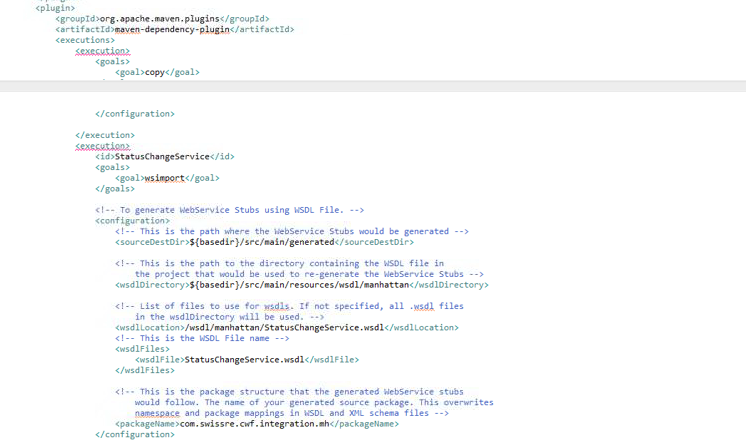 <plugin>
<groupId>org.apache.maven.plugins</groupId>
<artifactId>maven-dependency-plugin</artifactId>
<executions>
<execution>
<goals>
<goal>copy</goal>
</configuration>
</execution>
<execution>
<id>StatusChangeService</id>
<goals>
<goal>wsimport</goal>
</goals>
<!-- To generate WebService Stubs using WSDL File. -->
<configuration>
<!-- This is the path where the WebService Stubs would be generated -->
<sourceDestDir>${basedir}/src/main/generated</sourceDestDir>
<!-- This is the path to the directory containing the WSDL file in
the project that would be used to re-generate the WebService Stubs -->
<wsdlDirectory>${basedir}/src/main/resources/wsdl/manhattan</wsdlDirectory>
<!-- List of files to use for wsdls. If not specified, all .wsdl files
in the wsdlDirectory will be used. -->
<wsdlLocation>/wsdl/manhattan/StatusChangeService.wsdl</wsdlLocation>
<!-- This is the WSDL File name -->
<wsdlFiles>
<wsdlFile>StatusChangeService.wsdl</wsdlFile>
</wsdlFiles>
<!-- This is the package structure that the generated WebService stubs
would follow. The name of your generated source package. This overwrites
namespace and package mappings in WSDL and XML schema files -->
<packageName>com.swissre.cwf.integration.mh</packageName>
</configuration>